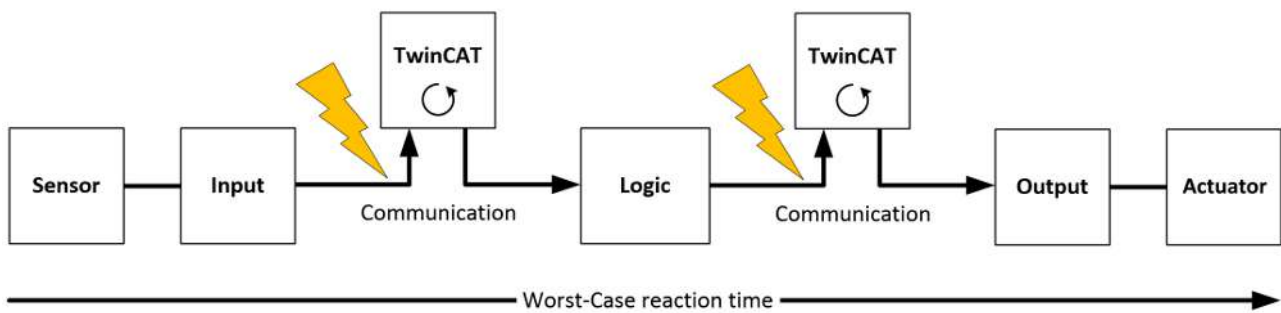 TwinCAT
TwinCAT
Sensor
Input
Logic
Output
Actuator
Communication
Communication
Worst-Case reaction time